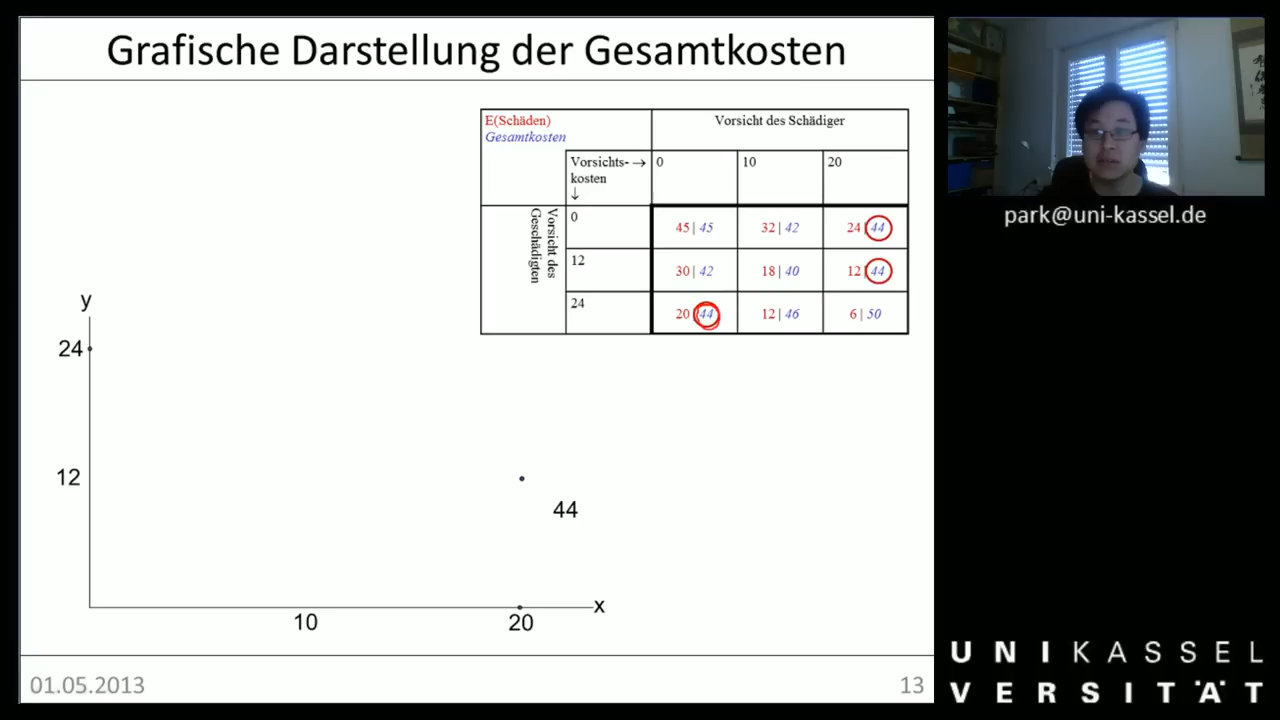 Grafische Darstellung der Gesamtkosten
E(Schäden)
Gesamtkosten
Vorsicht des Schädiger
Vorsichts- →
kosten
↓
0
10
20
Vorsicht des
Geschädigten
0
45 | 45
32 | 42
24 | 44
12
30 | 42
18 | 40
12 | 44
24
20 | 44
12 | 46
6 | 50
y
24
12
44
x
10
20
01.05.2013
13
park@uni-kassel.de
UNIKASSEL
VERSITÄT